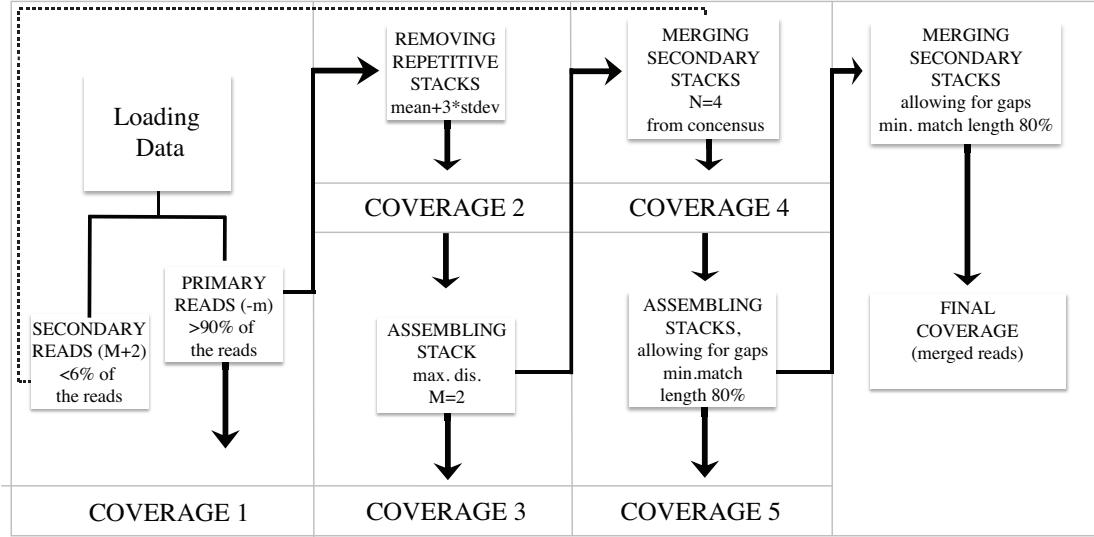 Loading
Data
SECONDARY
READS (M+2)
<6% of
the reads
PRIMARY
READS (-m)
>90% of
the reads
COVERAGE 1
REMOVING
REPETITIVE
STACKS
mean+3*stdev
COVERAGE 2
ASSEMBLING
STACK
max. dis.
M=2
COVERAGE 3
MERGING
SECONDARY
STACKS
N=4
from concensus
COVERAGE 4
ASSEMBLING
STACKS,
allowing for gaps
min.match
length 80%
COVERAGE 5
MERGING
SECONDARY
STACKS
allowing for gaps
min. match length 80%
FINAL
COVERAGE
(merged reads)